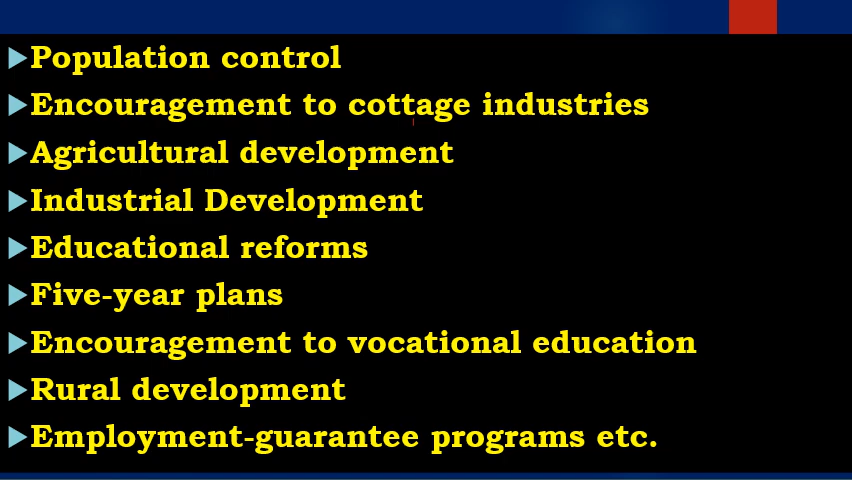 Population control
Encouragement to cottage industries
Agricultural development
Industrial Development
Educational reforms
Five-year plans
Encouragement to vocational education
Rural development
Employment-guarantee programs etc.